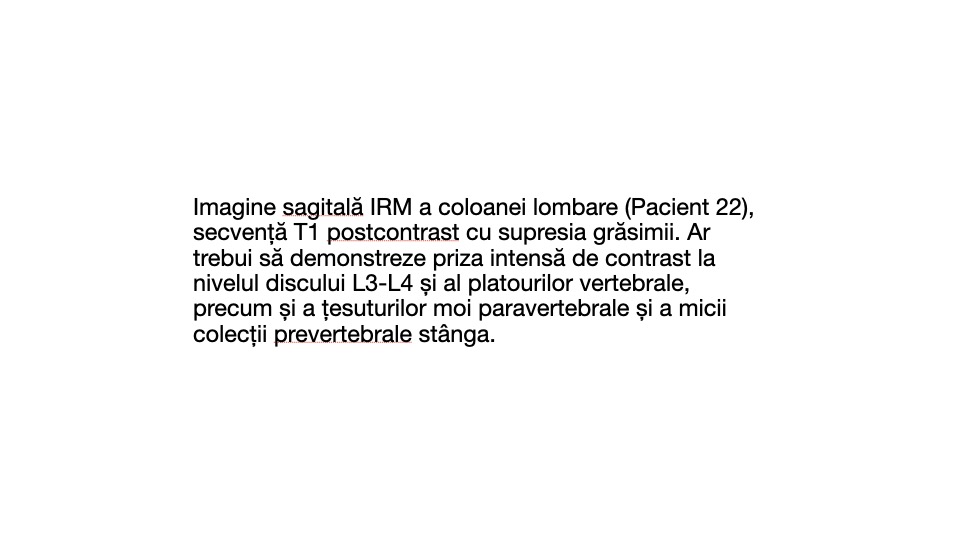 Imagine sagitală IRM a coloanei lombare (Pacient 22),
secvență T1 postcontrast cu supresia grăsimii. Ar
trebui să demonstreze priza intensă de contrast la
nivelul discului L3-L4 și al platourilor vertebrale,
precum și a țesuturilor moi paravertebrale și a micii
colecții prevertebrale stânga.